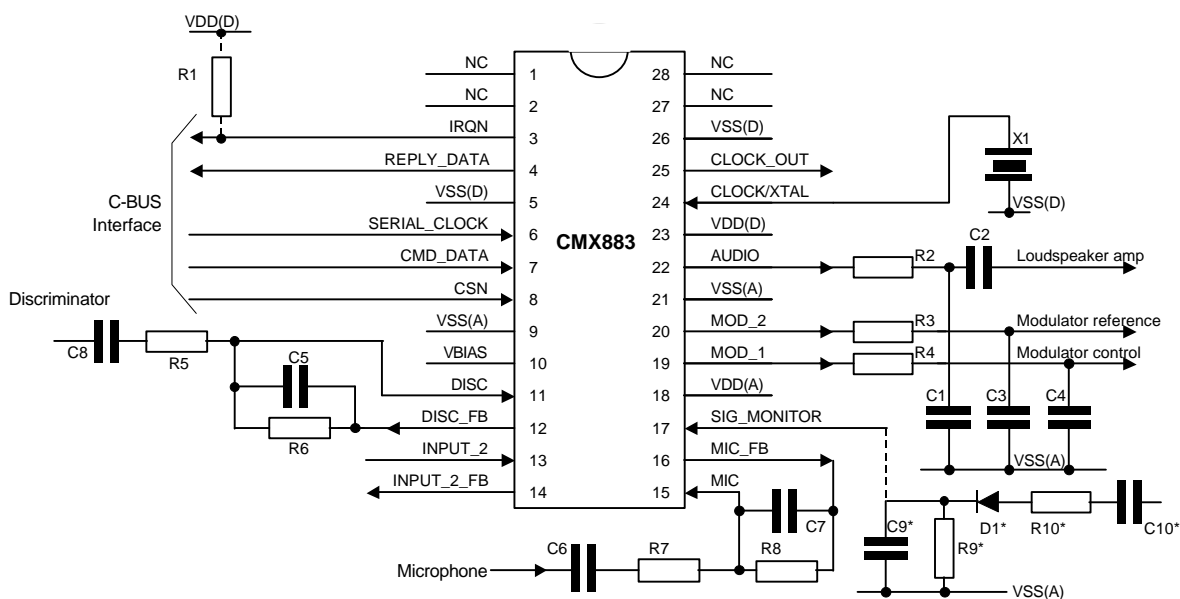 VDD(D)
R1
NC 1
NC 2
IRQN 3
REPLY_DATA 4
VSS(D) 5
SERIAL_CLOCK 6
CMD_DATA 7
CSN 8
VSS(A) 9
VBIAS 10
DISC 11
DISC_FB 12
INPUT_2 13
INPUT_2_FB 14
C-BUS
Interface
Discriminator
C8
R5
C5
R6
CMX883
28 NC
27 NC
26 VSS(D)
25 CLOCK_OUT
24 CLOCK/XTAL
23 VDD(D)
22 AUDIO
21 VSS(A)
20 MOD_2
19 MOD_1
18 VDD(A)
17 SIG_MONITOR
16 MIC_FB
15 MIC
X1
VSS(D)
R2
C2
Loudspeaker amp
R3
Modulator reference
R4
Modulator control
C1
C3
C4
VSS(A)
C9*
R9*
D1*
R10*
C10*
VSS(A)
Microphone
C6
R7
R8
C7